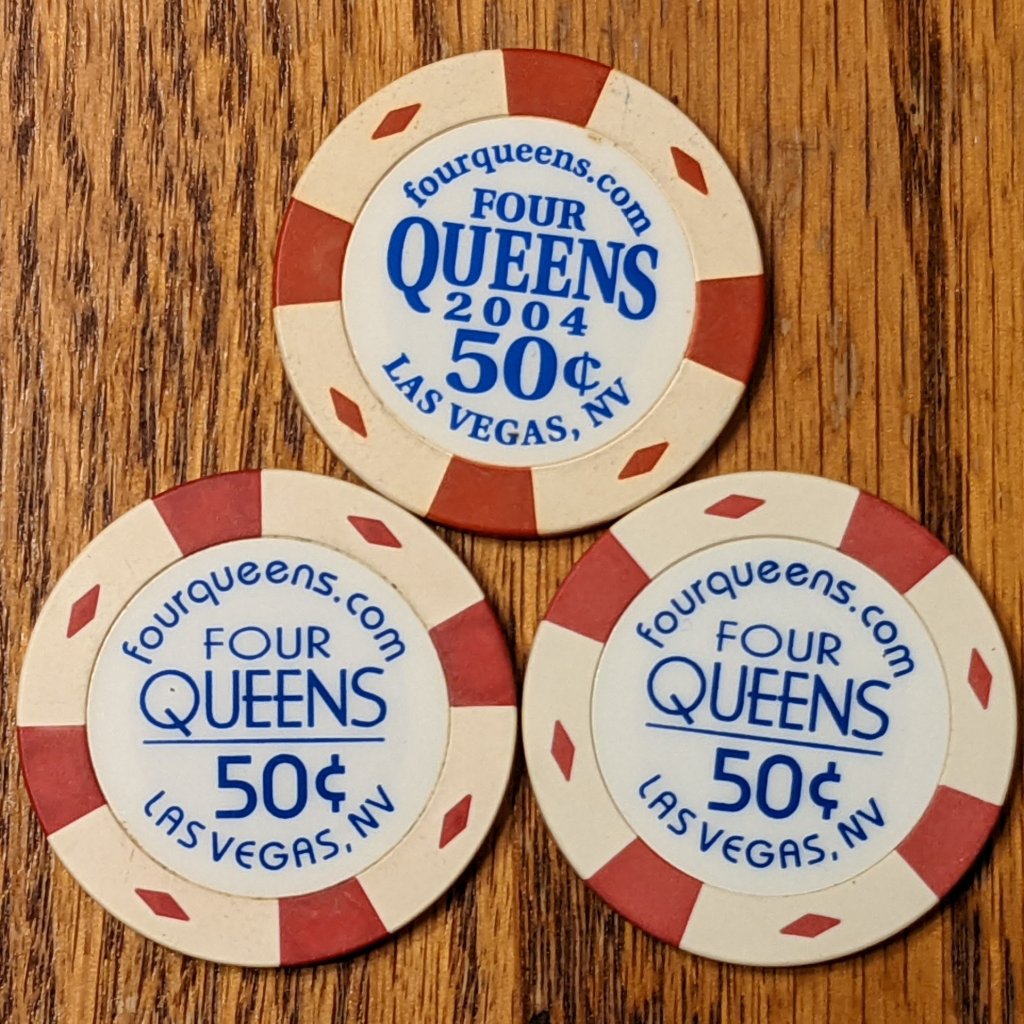 fourqueens.com
FOUR
QUEENS
2004
50¢
LAS VEGAS, NV
fourqueens.com
FOUR
QUEENS
50¢
LAS VEGAS, NV
fourqueens.com
FOUR
QUEENS
50¢
LAS VEGAS, NV